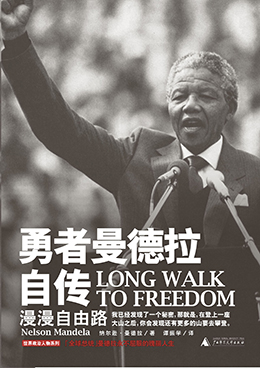 勇者曼德拉
自传 LONG WALK
TO FREEDOM
漫漫自由路
Nelson Mandela 纳尔逊·曼德拉／著 谭振学／译
我已经发现了一个秘密，那就是，在登上一座
大山之后，你会发现还有更多的山要去攀登。
世界政治人物系列